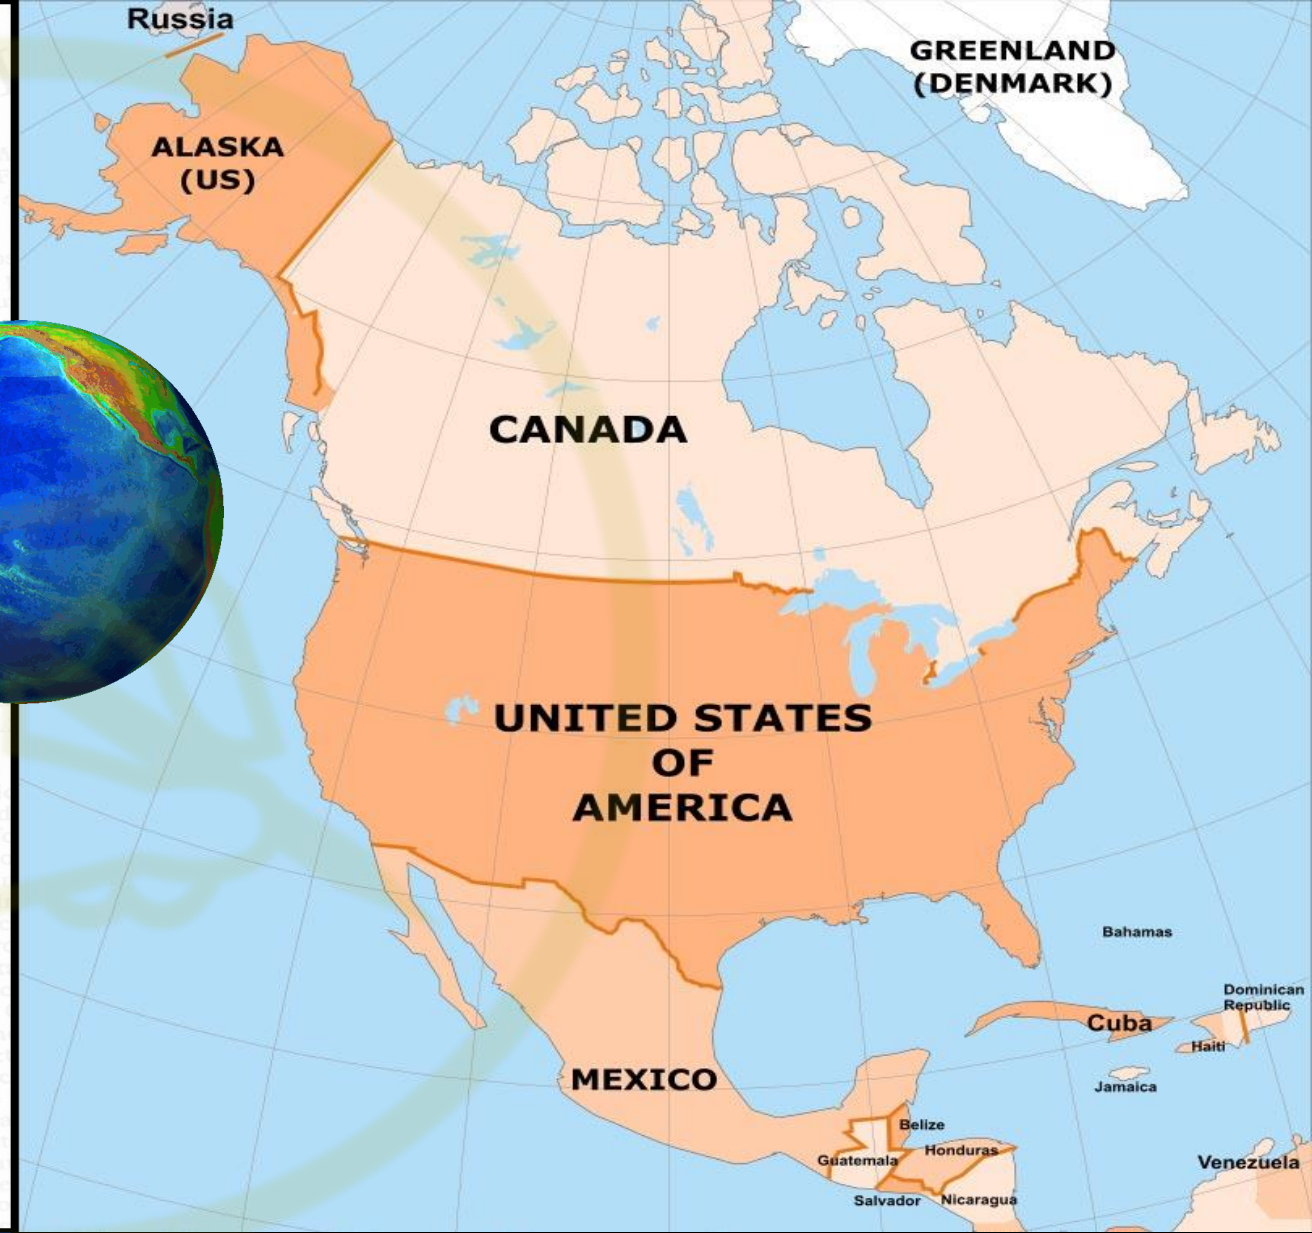 Russia
GREENLAND
(DENMARK)
ALASKA
(US)
CANADA
UNITED STATES
OF
AMERICA
Bahamas
Dominican
Republic
Cuba
Haiti
MEXICO
Jamaica
Belize
Honduras
Guatemala
Venezuela
Salvador
Nicaragua